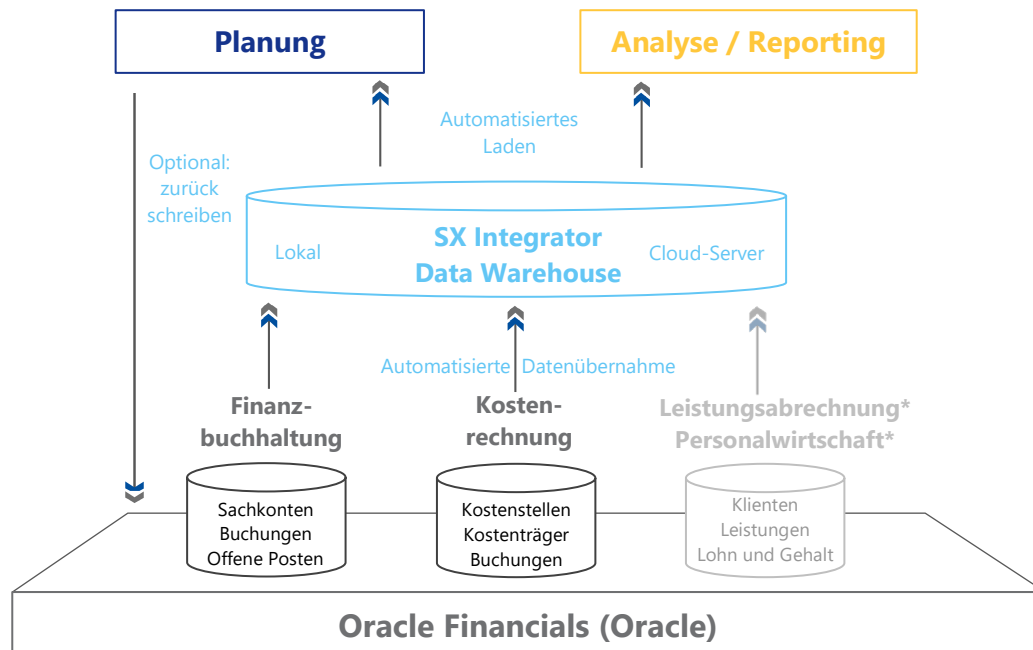 Planung
Analyse / Reporting
Automatisiertes
Laden
Optional:
zurück
schreiben
SX Integrator
Data Warehouse
Lokal
Cloud-Server
Automatisierte Datenübernahme
Finanz-
buchhaltung
Kosten-
rechnung
Leistungsabrechnung*
Personalwirtschaft*
Sachkonten
Buchungen
Offene Posten
Kostenstellen
Kostenträger
Buchungen
Klienten
Leistungen
Lohn und Gehalt
Oracle Financials (Oracle)